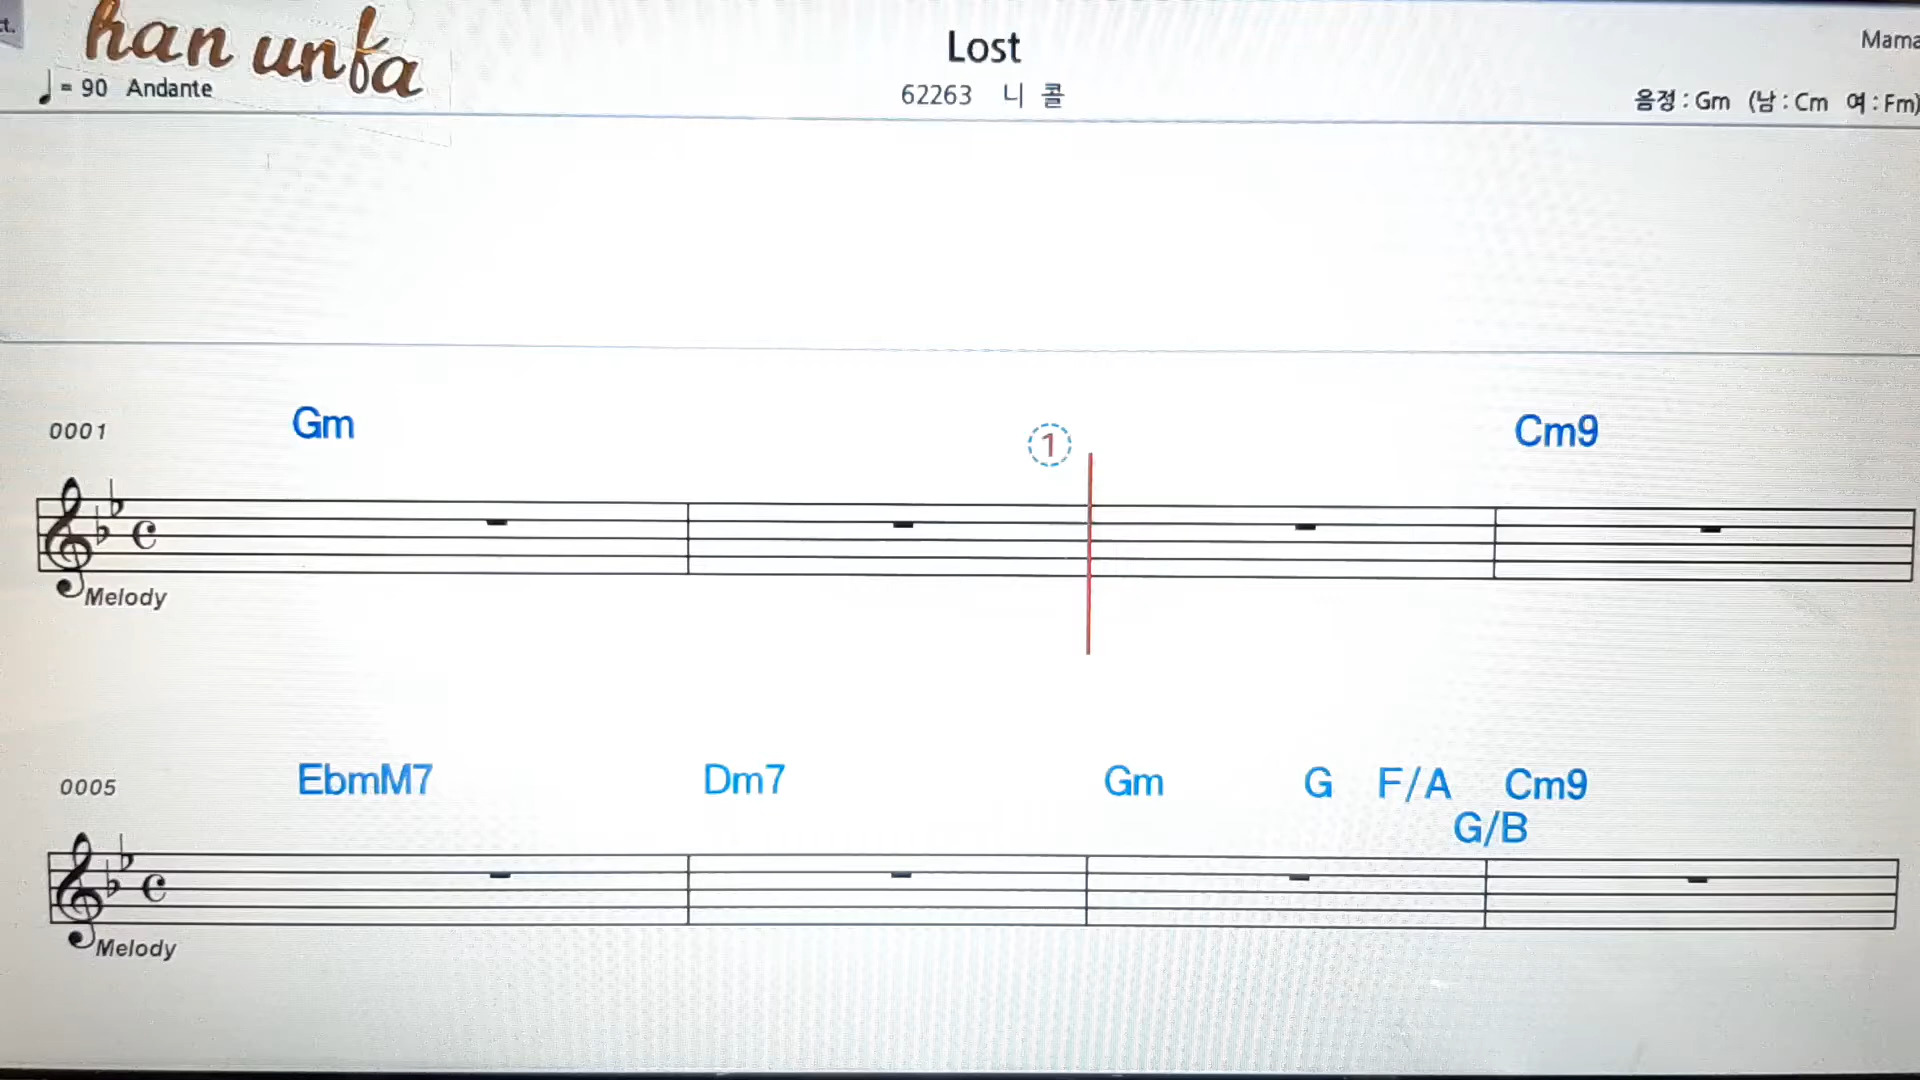 ct.
han unfa
Lost
Mama
= 90 Andante
62263 니 콜
음정 : Gm (남 : Cm 여 : Fm)
0001 Gm 1 Cm9
Melody
0005 EbmM7 Dm7 Gm G F/A Cm9
G/B
Melody